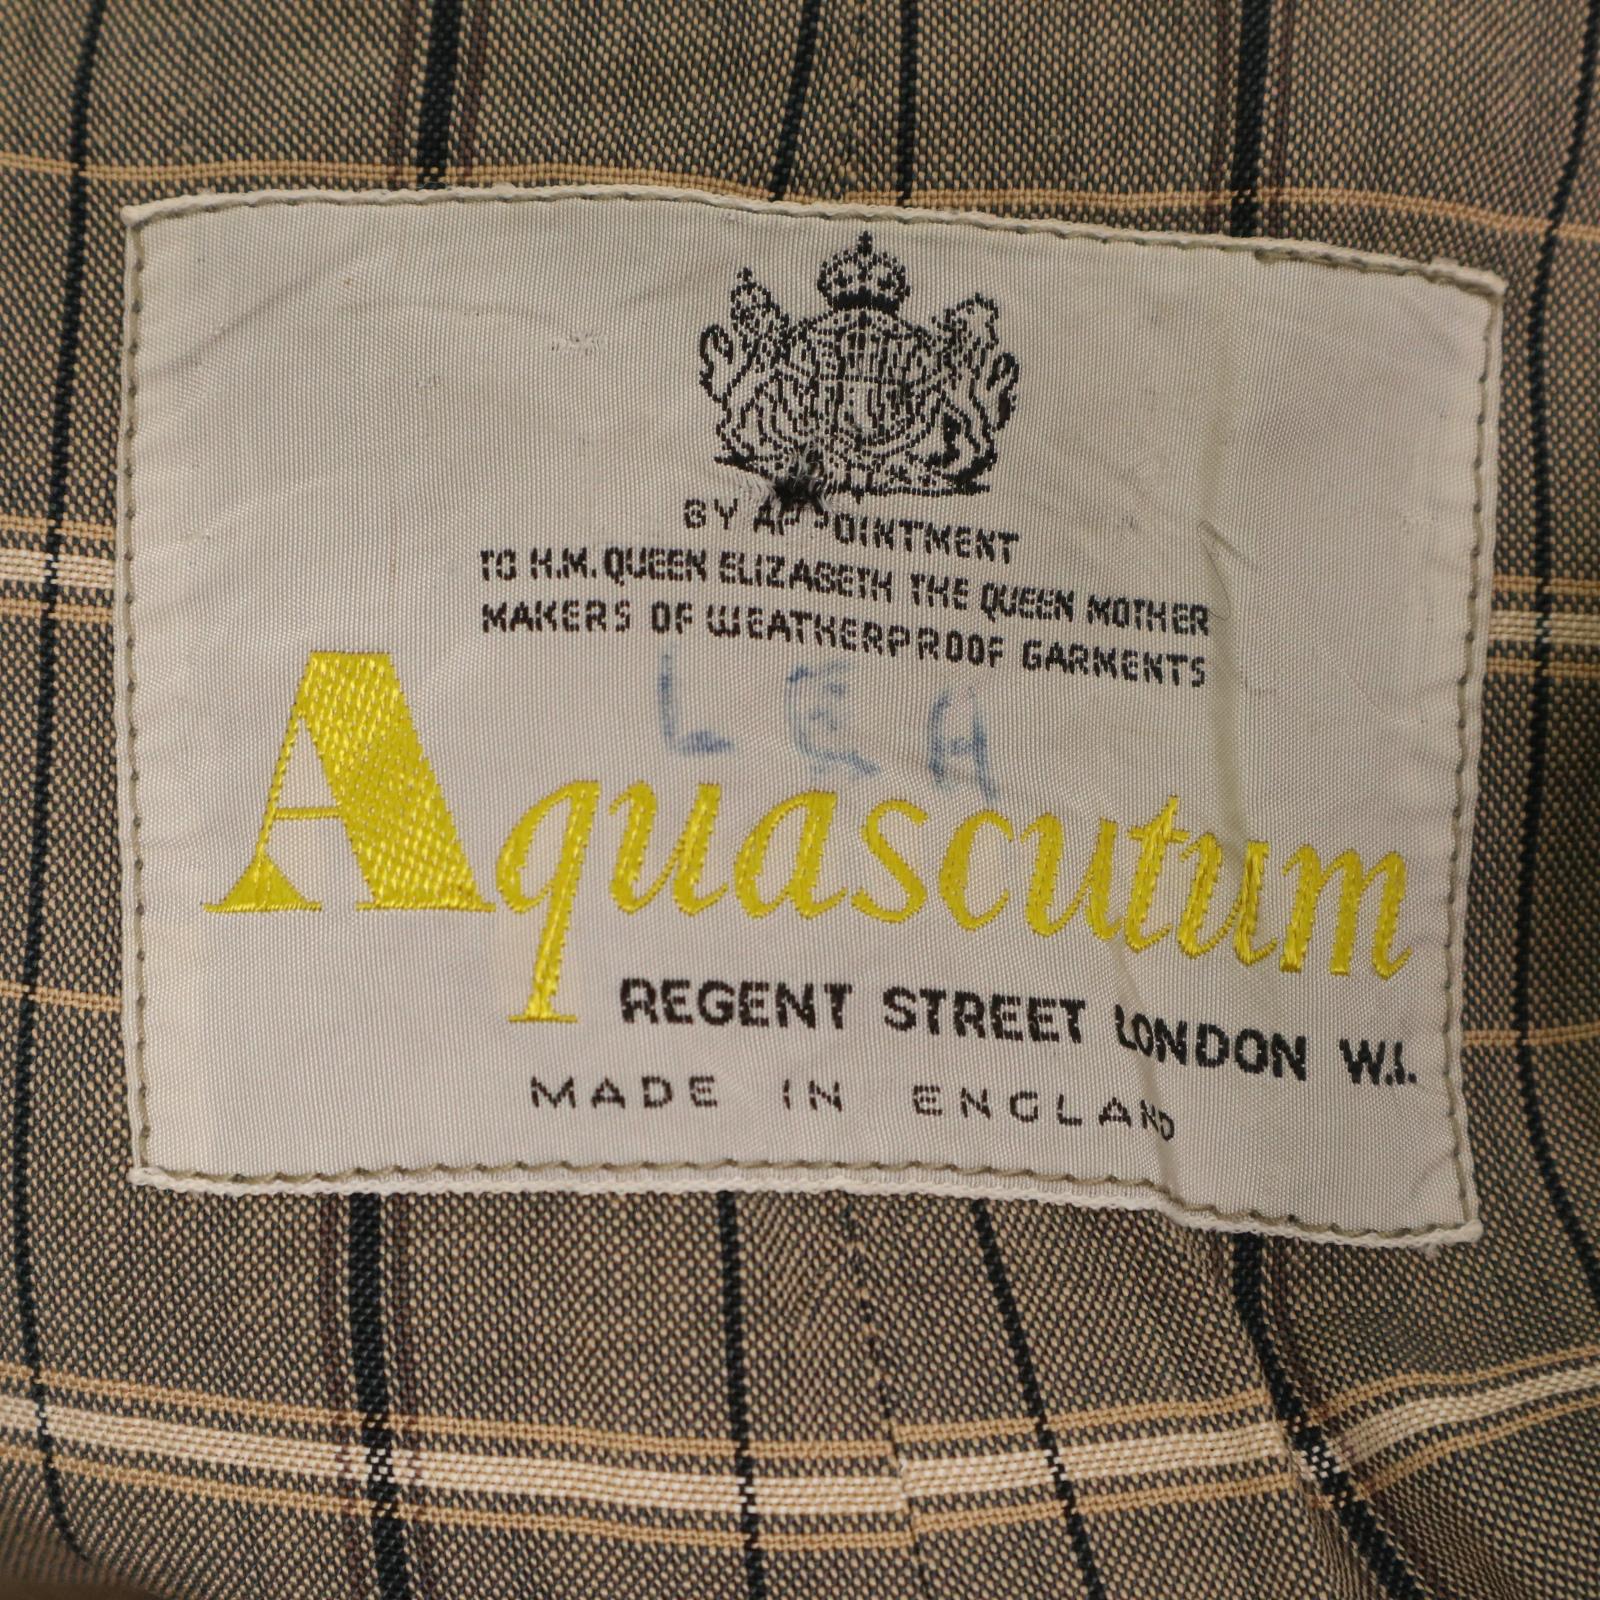 BY APPOINTMENT
TO H.M. QUEEN ELIZABETH THE QUEEN MOTHER
MAKERS OF WEATHERPROOF GARMENTS
Aquascutum
REGENT STREET LONDON W.1.
MADE IN ENGLAND